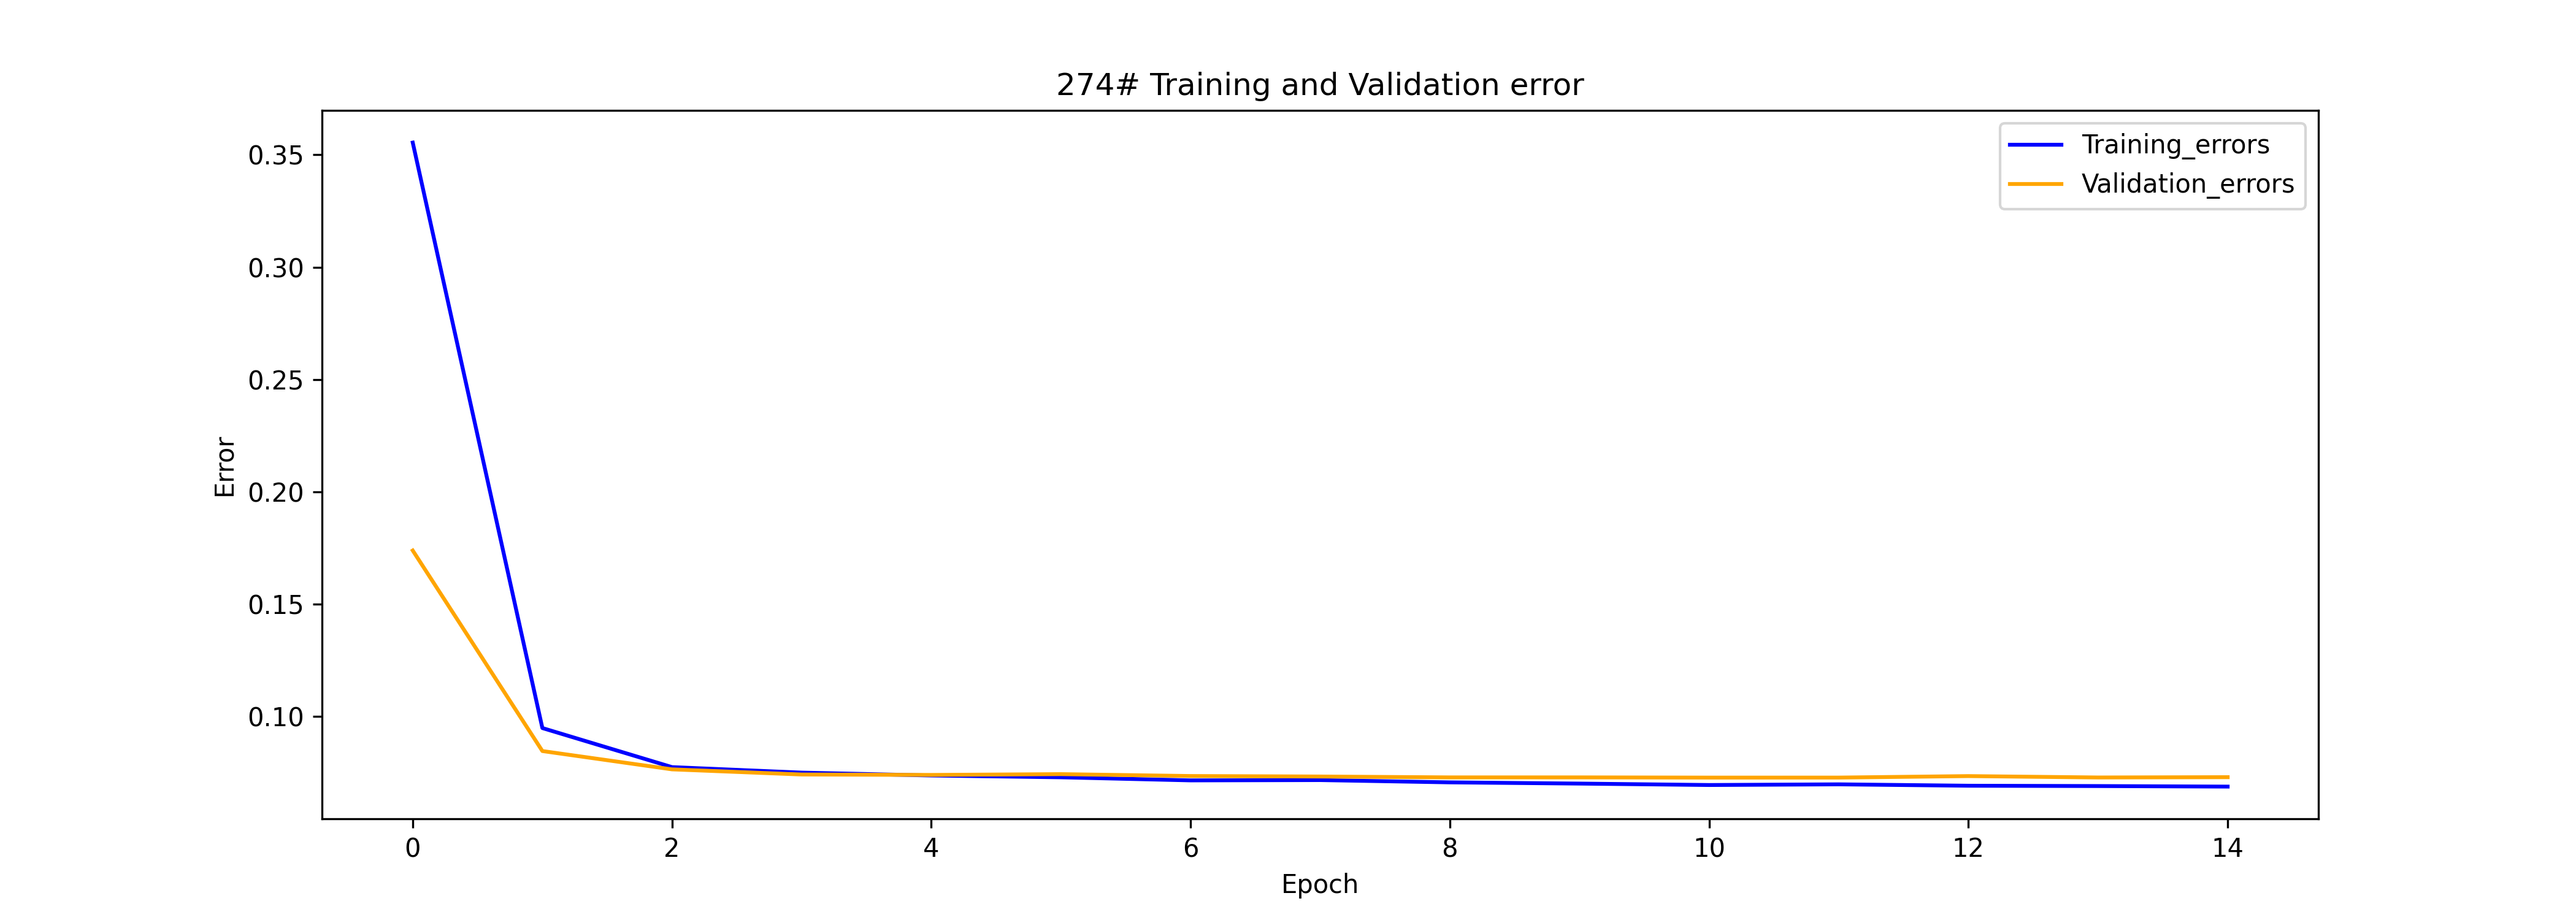 274# Training and Validation error
Training_errors
Validation_errors
Error
0.35
0.30
0.25
0.20
0.15
0.10
0 2 4 6 8 10 12 14
Epoch